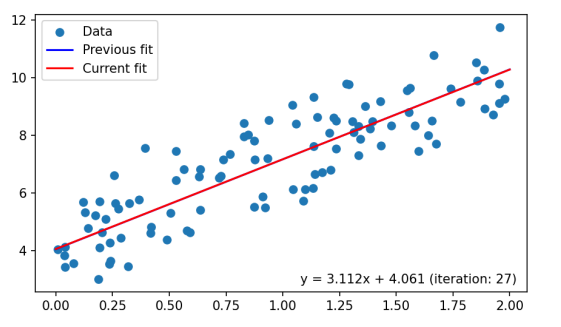 12
10
8
6
4
Data
Previous fit
Current fit
y = 3.112x + 4.061 (iteration: 27)
0.00 0.25 0.50 0.75 1.00 1.25 1.50 1.75 2.00